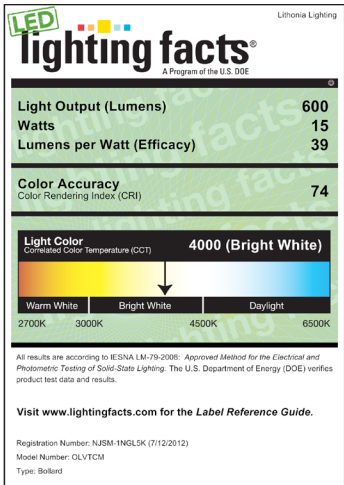 Lithonia Lighting
LED
lighting facts®
A Program of the U.S. DOE
Light Output (Lumens) 600
Watts 15
Lumens per Watt (Efficacy) 39
Color Accuracy
Color Rendering Index (CRI) 74
Light Color
Correlated Color Temperature (CCT) 4000 (Bright White)
Warm White Bright White Daylight
2700K 3000K 4500K 6500K
All results are according to IESNA LM-79-2008: Approved Method for the Electrical and
Photometric Testing of Solid-State Lighting. The U.S. Department of Energy (DOE) verifies
product test data and results.
Visit www.lightingfacts.com for the Label Reference Guide.
Registration Number: NJSM-1NGL5K (7/12/2012)
Model Number: OLVTCM
Type: Bollard